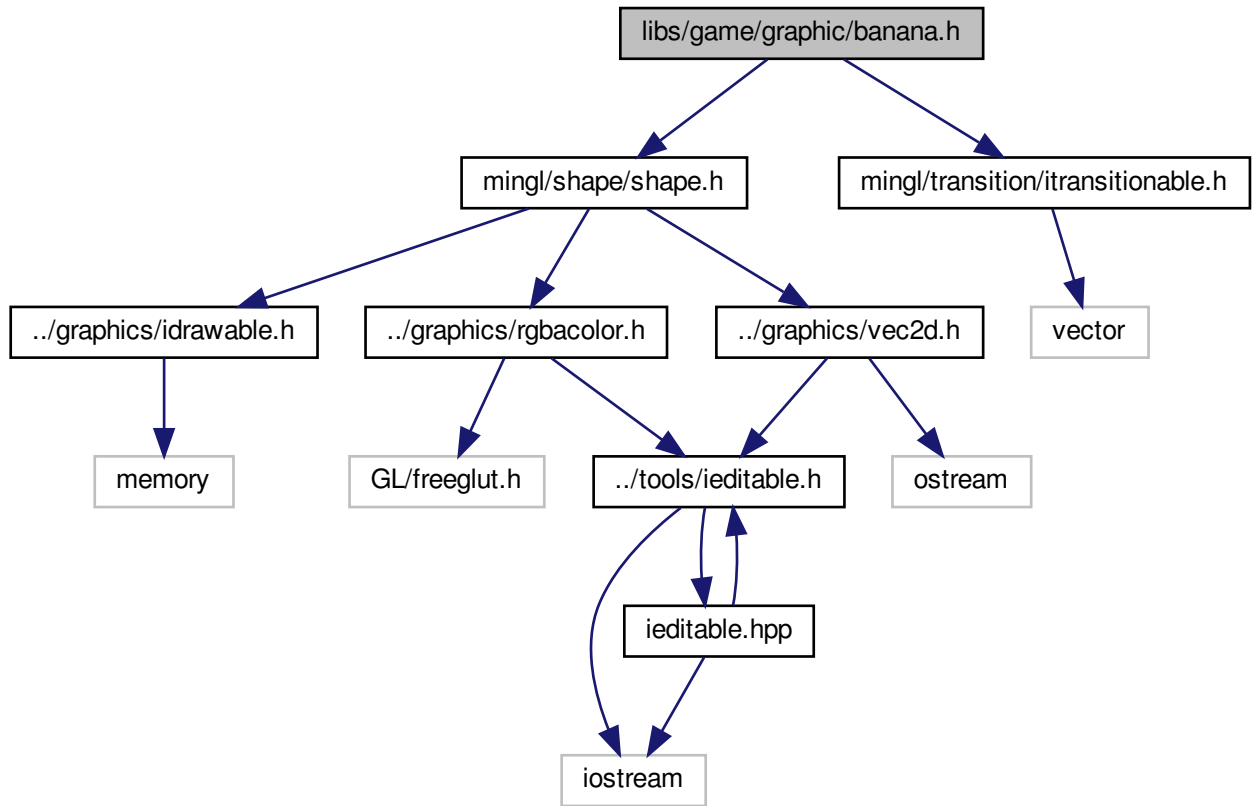 libs/game/graphic/banana.h
mingl/shape/shape.h
mingl/transition/itransitionable.h
../graphics/idrawable.h
../graphics/rgbacolor.h
../graphics/vec2d.h
vector
memory
GL/freeglut.h
../tools/ieditable.h
ostream
ieditable.hpp
iostream